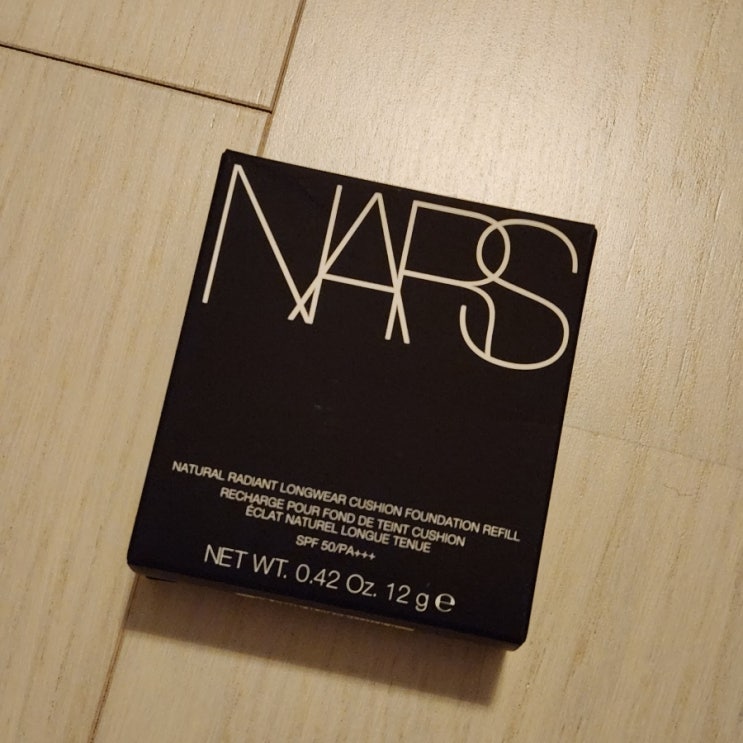 NARS
NATURAL RADIANT LONGWEAR CUSHION FOUNDATION REFILL
RECHARGE POUR FOND DE TEINT CUSHION
ÉCLAT NATUREL LONGUE TENUE
SPF 50/PA+++
NET WT. 0.42 Oz. 12 g ℮